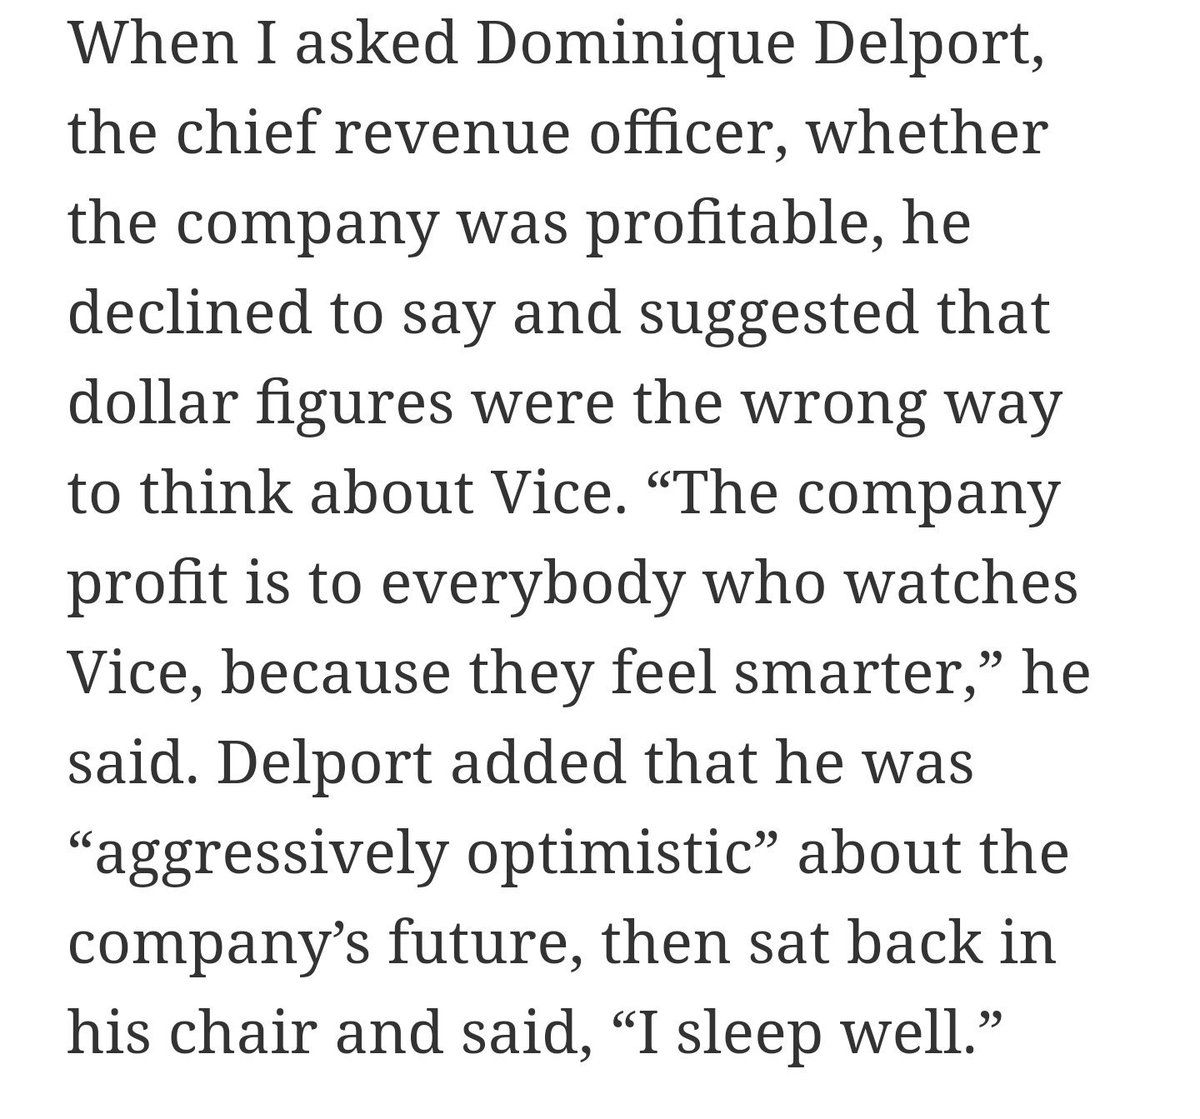 When I asked Dominique Delport,
the chief revenue officer, whether
the company was profitable, he
declined to say and suggested that
dollar figures were the wrong way
to think about Vice. “The company
profit is to everybody who watches
Vice, because they feel smarter,” he
said. Delport added that he was
“aggressively optimistic” about the
company’s future, then sat back in
his chair and said, “I sleep well.”